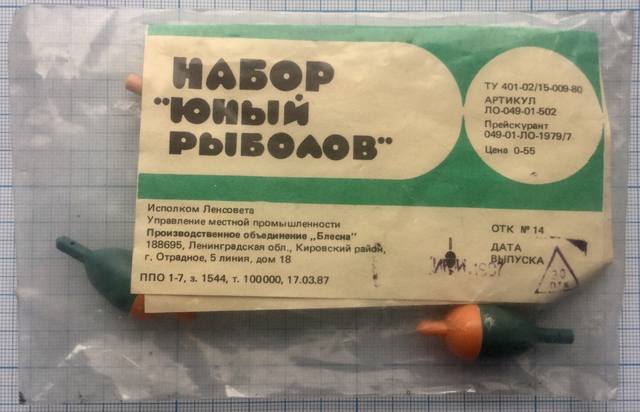 НАБОР
"ЮНЫЙ
РЫБОЛОВ"
ТУ 401-02/15-009-80
АРТИКУЛ
ЛО-049-01-502
Прейскурант
049-01-ЛО-1979/7
Цена 0-55
Исполком Ленсовета
Управление местной промышленности
Производственное объединение „Блесна"
188695, Ленинградская обл., Кировский район,
г. Отрадное, 5 линия, дом 18
ППО 1-7, з. 1544, т. 100000, 17.03.87
ОТК № 14
ДАТА
ВЫПУСКА